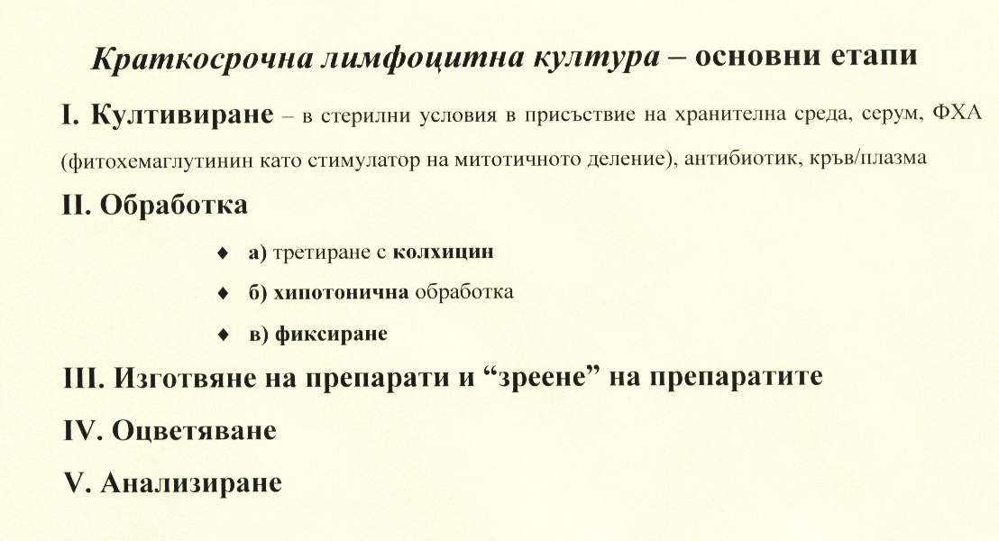 Краткосрочна лимфоцитна култура – основни етапи
I. Култивиране – в стерилни условия в присъствие на хранителна среда, серум, ФХА
(фитохемаглутинин като стимулатор на митотичното деление), антибиотик, кръв/плазма
II. Обработка
♦ а) третиране с колхицин
♦ б) хипотонична обработка
♦ в) фиксиране
III. Изготвяне на препарати и “зреене” на препаратите
IV. Оцветяване
V. Анализиране